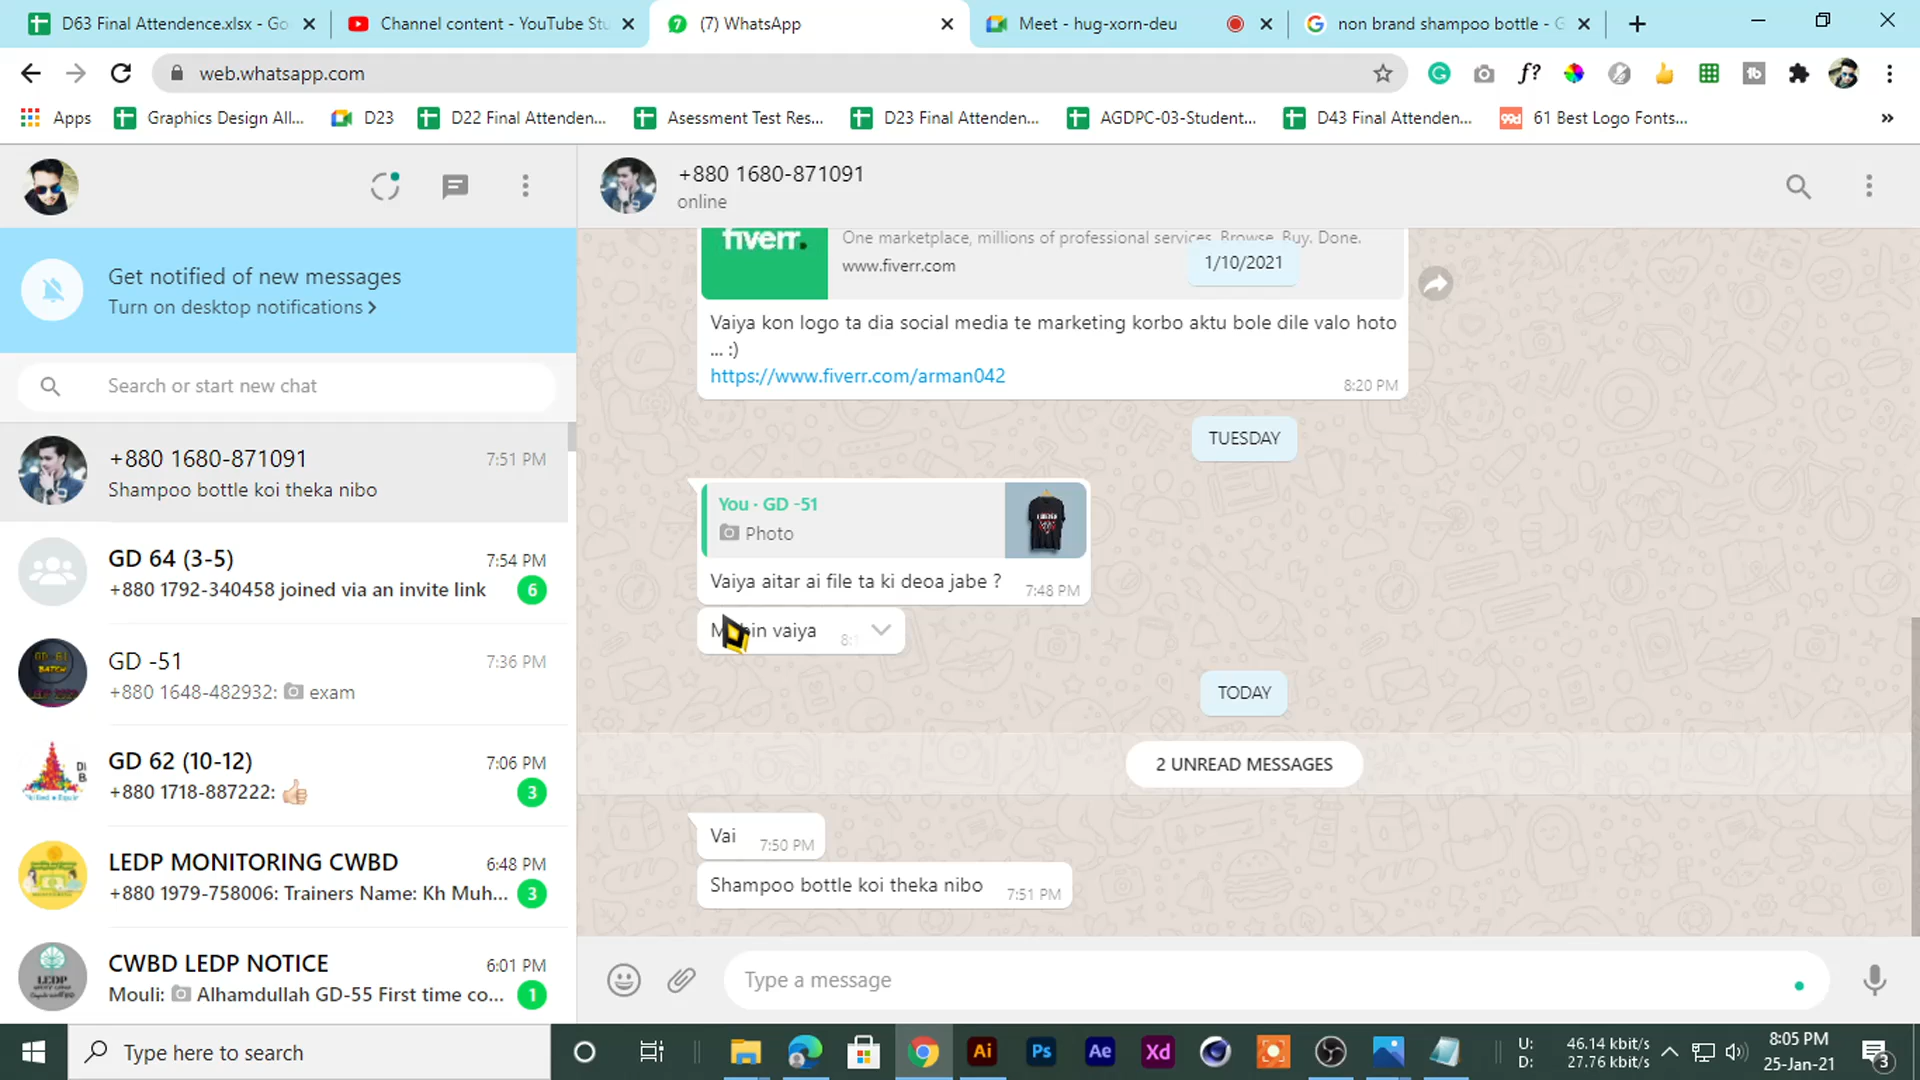 D63 Final Attendence.xlsx - Go
Channel content - YouTube Stu
(7) WhatsApp
Meet - hug-xorn-deu
non brand shampoo bottle - G
web.whatsapp.com
Apps
Graphics Design All...
D23
D22 Final Attenden...
Asessment Test Res...
D23 Final Attenden...
AGDPC-03-Student...
D43 Final Attenden...
99d
61 Best Logo Fonts...
»
+880 1680-871091
online
Get notified of new messages
Turn on desktop notifications >
Search or start new chat
+880 1680-871091
7:51 PM
Shampoo bottle koi theka nibo
GD 64 (3-5)
7:54 PM
+880 1792-340458 joined via an invite link
6
GD -51
7:36 PM
+880 1648-482932: exam
GD 62 (10-12)
7:06 PM
+880 1718-887222: 👍🏻
3
LEDP MONITORING CWBD
6:48 PM
+880 1979-758006: Trainers Name: Kh Muh...
3
CWBD LEDP NOTICE
6:01 PM
Mouli: Alhamdullah GD-55 First time co...
1
fiverr.
One marketplace, millions of professional services. Browse. Buy. Done.
www.fiverr.com
1/10/2021
Vaiya kon logo ta dia social media te marketing korbo aktu bole dile valo hoto
... :)
https://www.fiverr.com/arman042
8:20 PM
TUESDAY
You · GD -51
Photo
Vaiya aitar ai file ta ki deoa jabe ?
7:48 PM
vaiya
TODAY
2 UNREAD MESSAGES
Vai
7:50 PM
Shampoo bottle koi theka nibo
7:51 PM
Type a message
Type here to search
Ai
Ps
Ae
Xd
U: 46.14 kbit/s
D: 27.76 kbit/s
8:05 PM
25-Jan-21
3